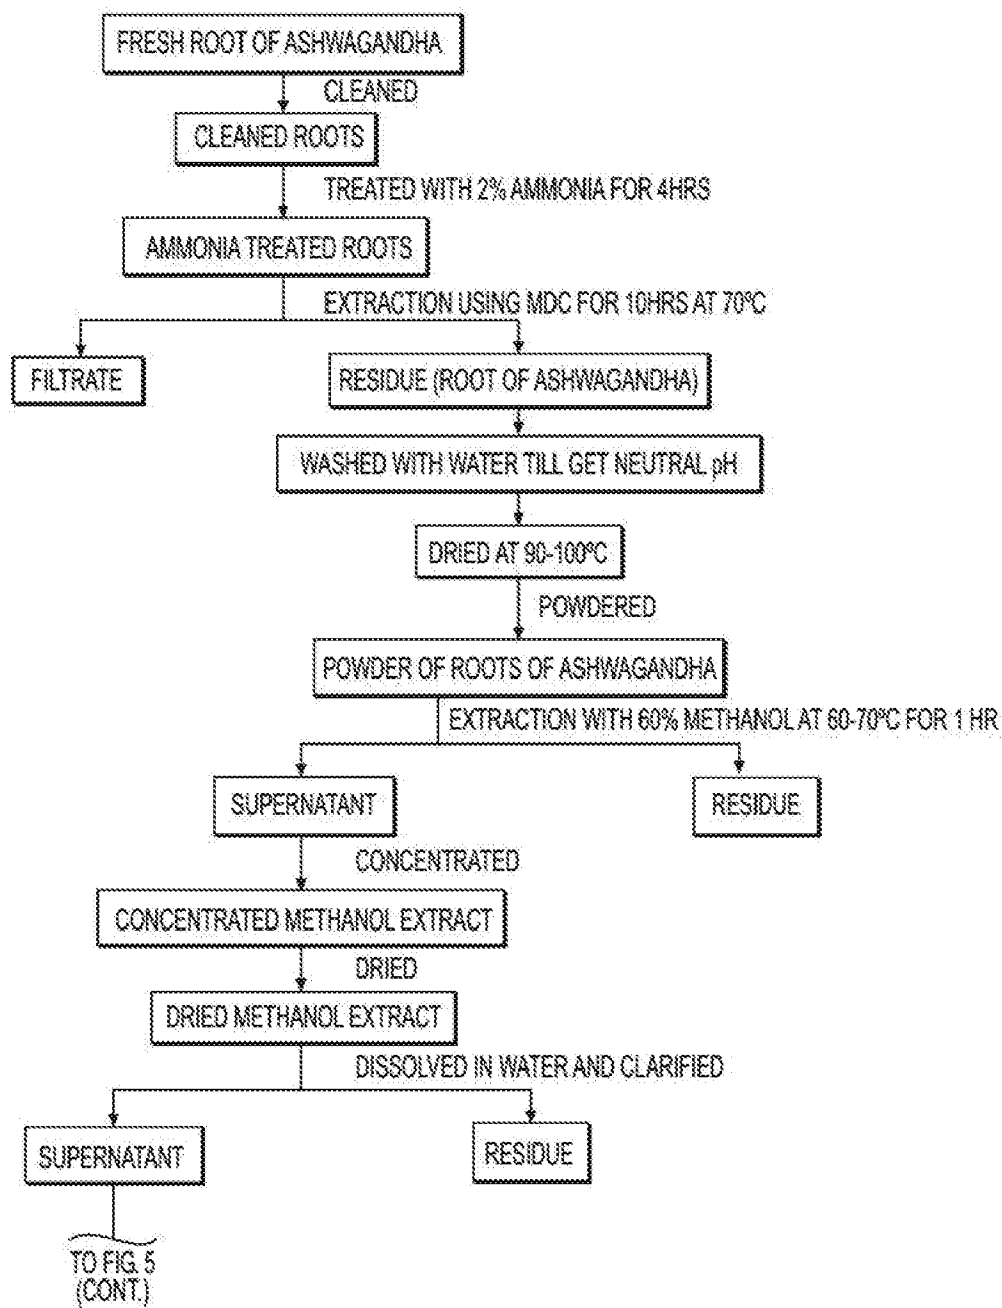 FRESH ROOT OF ASHWAGANDHA
CLEANED
CLEANED ROOTS
TREATED WITH 2% AMMONIA FOR 4HRS
AMMONIA TREATED ROOTS
EXTRACTION USING MDC FOR 10HRS AT 70ºC
FILTRATE
RESIDUE (ROOT OF ASHWAGANDHA)
WASHED WITH WATER TILL GET NEUTRAL pH
DRIED AT 90-100ºC
POWDERED
POWDER OF ROOTS OF ASHWAGANDHA
EXTRACTION WITH 60% METHANOL AT 60-70ºC FOR 1 HR
SUPERNATANT
RESIDUE
CONCENTRATED
CONCENTRATED METHANOL EXTRACT
DRIED
DRIED METHANOL EXTRACT
DISSOLVED IN WATER AND CLARIFIED
SUPERNATANT
RESIDUE
TO FIG. 5
(CONT.)